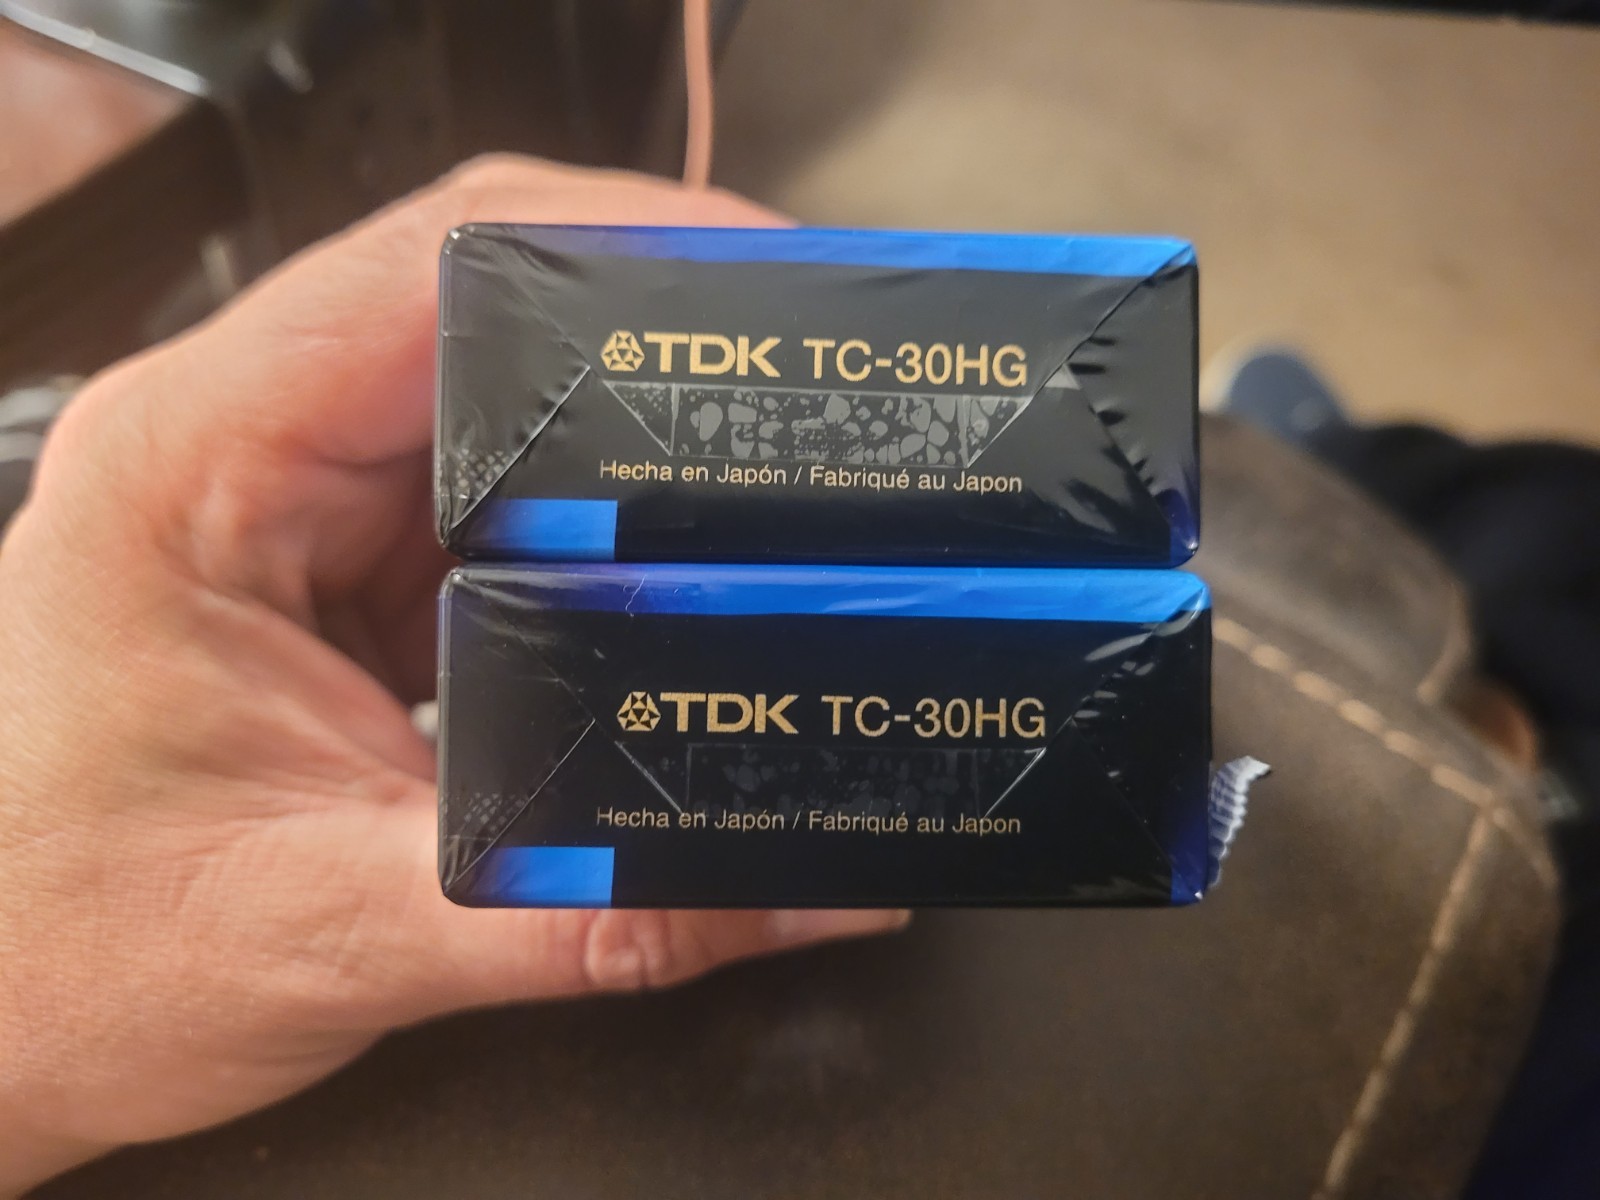 TDK TC-30HG
Hecha en Japón / Fabriqué au Japon
TDK TC-30HG
Hecha en Japón / Fabriqué au Japon